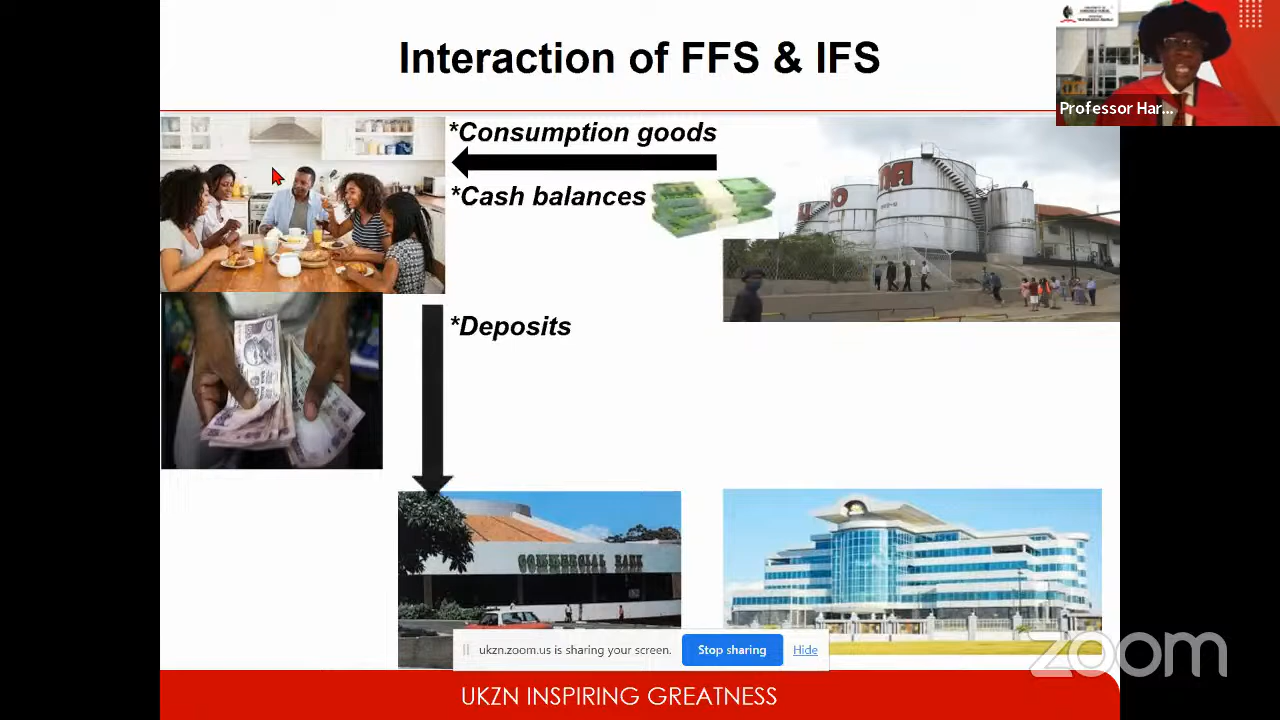 Interaction of FFS & IFS
Professor Har...
*Consumption goods
*Cash balances
*Deposits
COMMERCIAL BANK
ukzn.zoom.us is sharing your screen.
Stop sharing
Hide
zoom
UKZN INSPIRING GREATNESS